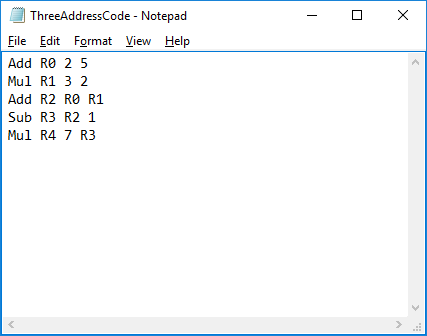 ThreeAddressCode - Notepad
File Edit Format View Help
Add R0 2 5
Mul R1 3 2
Add R2 R0 R1
Sub R3 R2 1
Mul R4 7 R3